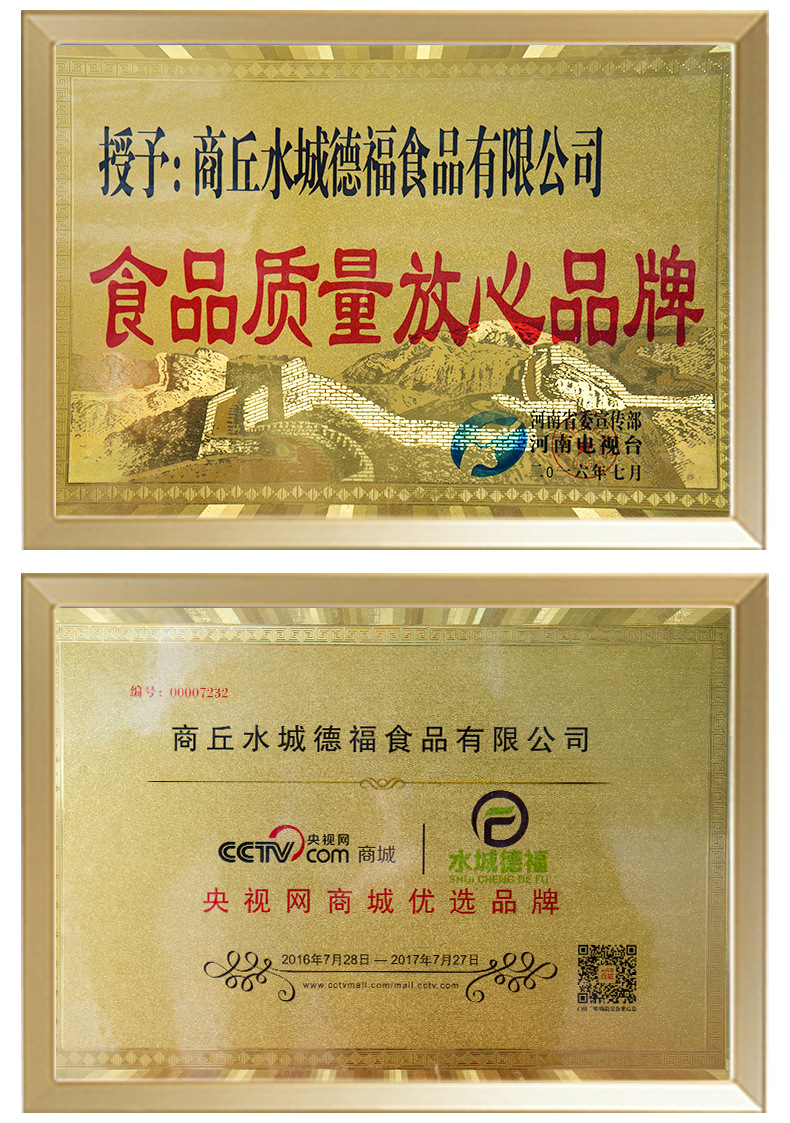 授予:商丘水城德福食品有限公司
食品质量放心品牌
河南省委宣传部
河南电视台
二0一六年七月
编号:00007232
商丘水城德福食品有限公司
CCTV.com 央视网 商城
水城德福
SHUI CHENG DE FU
央视网商城优选品牌
2016年7月28日 — 2017年7月27日
www.cctvmall.com/mall.cctv.com